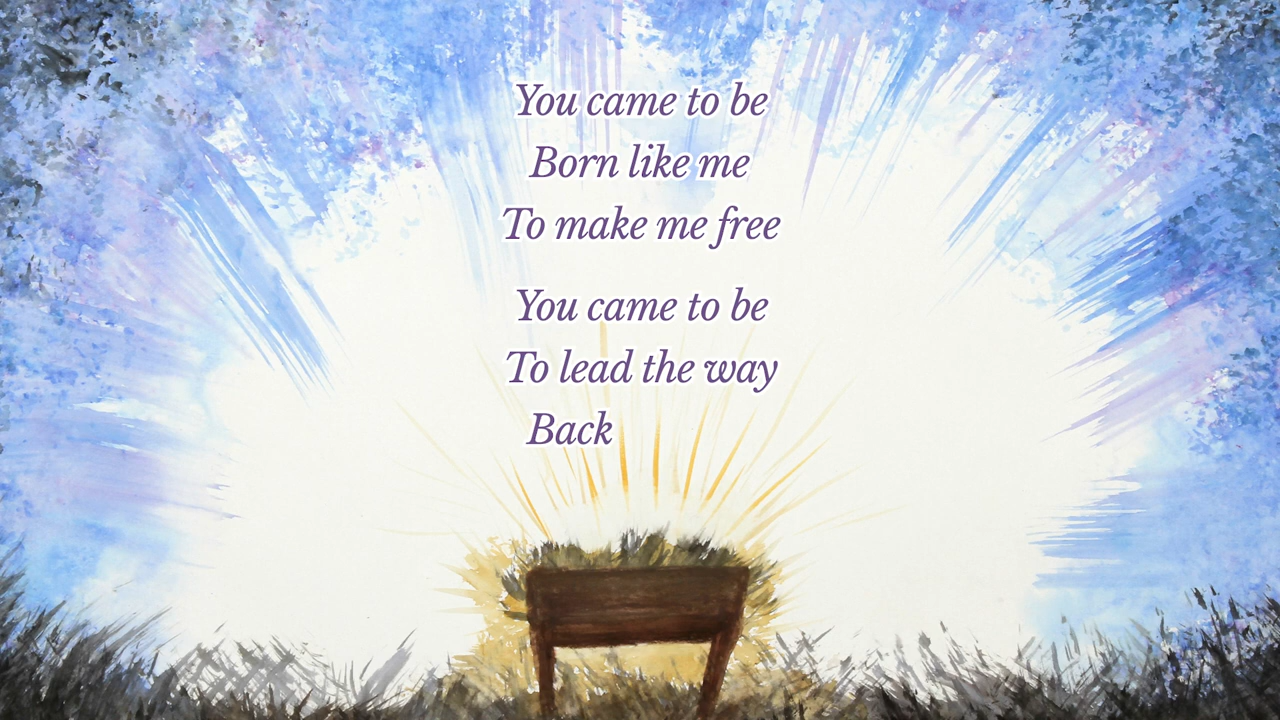 You came to be
Born like me
To make me free
You came to be
To lead the way
Back